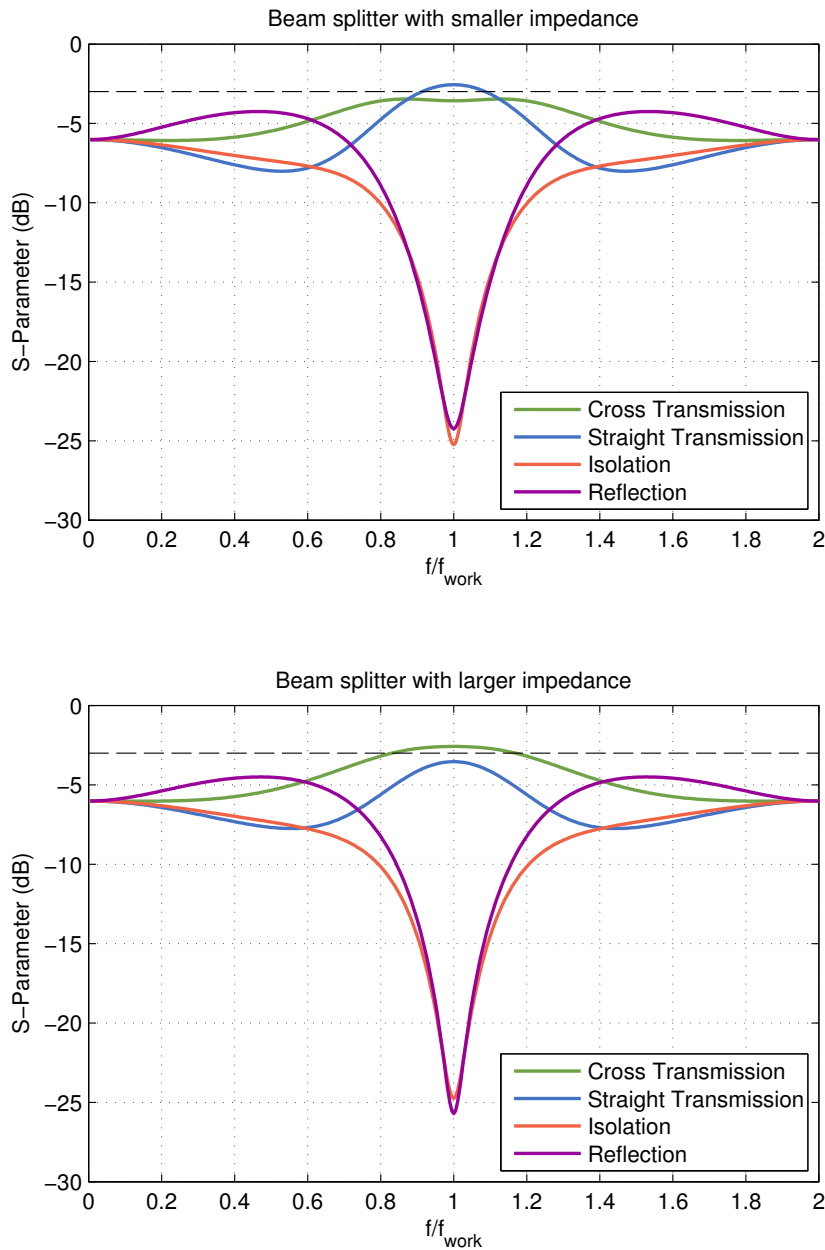 Beam splitter with smaller impedance
0
−5
−10
−15
−20
−25
−30
S−Parameter (dB)
Cross Transmission
Straight Transmission
Isolation
Reflection
0 0.2 0.4 0.6 0.8 1 1.2 1.4 1.6 1.8 2
f/f_work
Beam splitter with larger impedance
0
−5
−10
−15
−20
−25
−30
S−Parameter (dB)
Cross Transmission
Straight Transmission
Isolation
Reflection
0 0.2 0.4 0.6 0.8 1 1.2 1.4 1.6 1.8 2
f/f_work